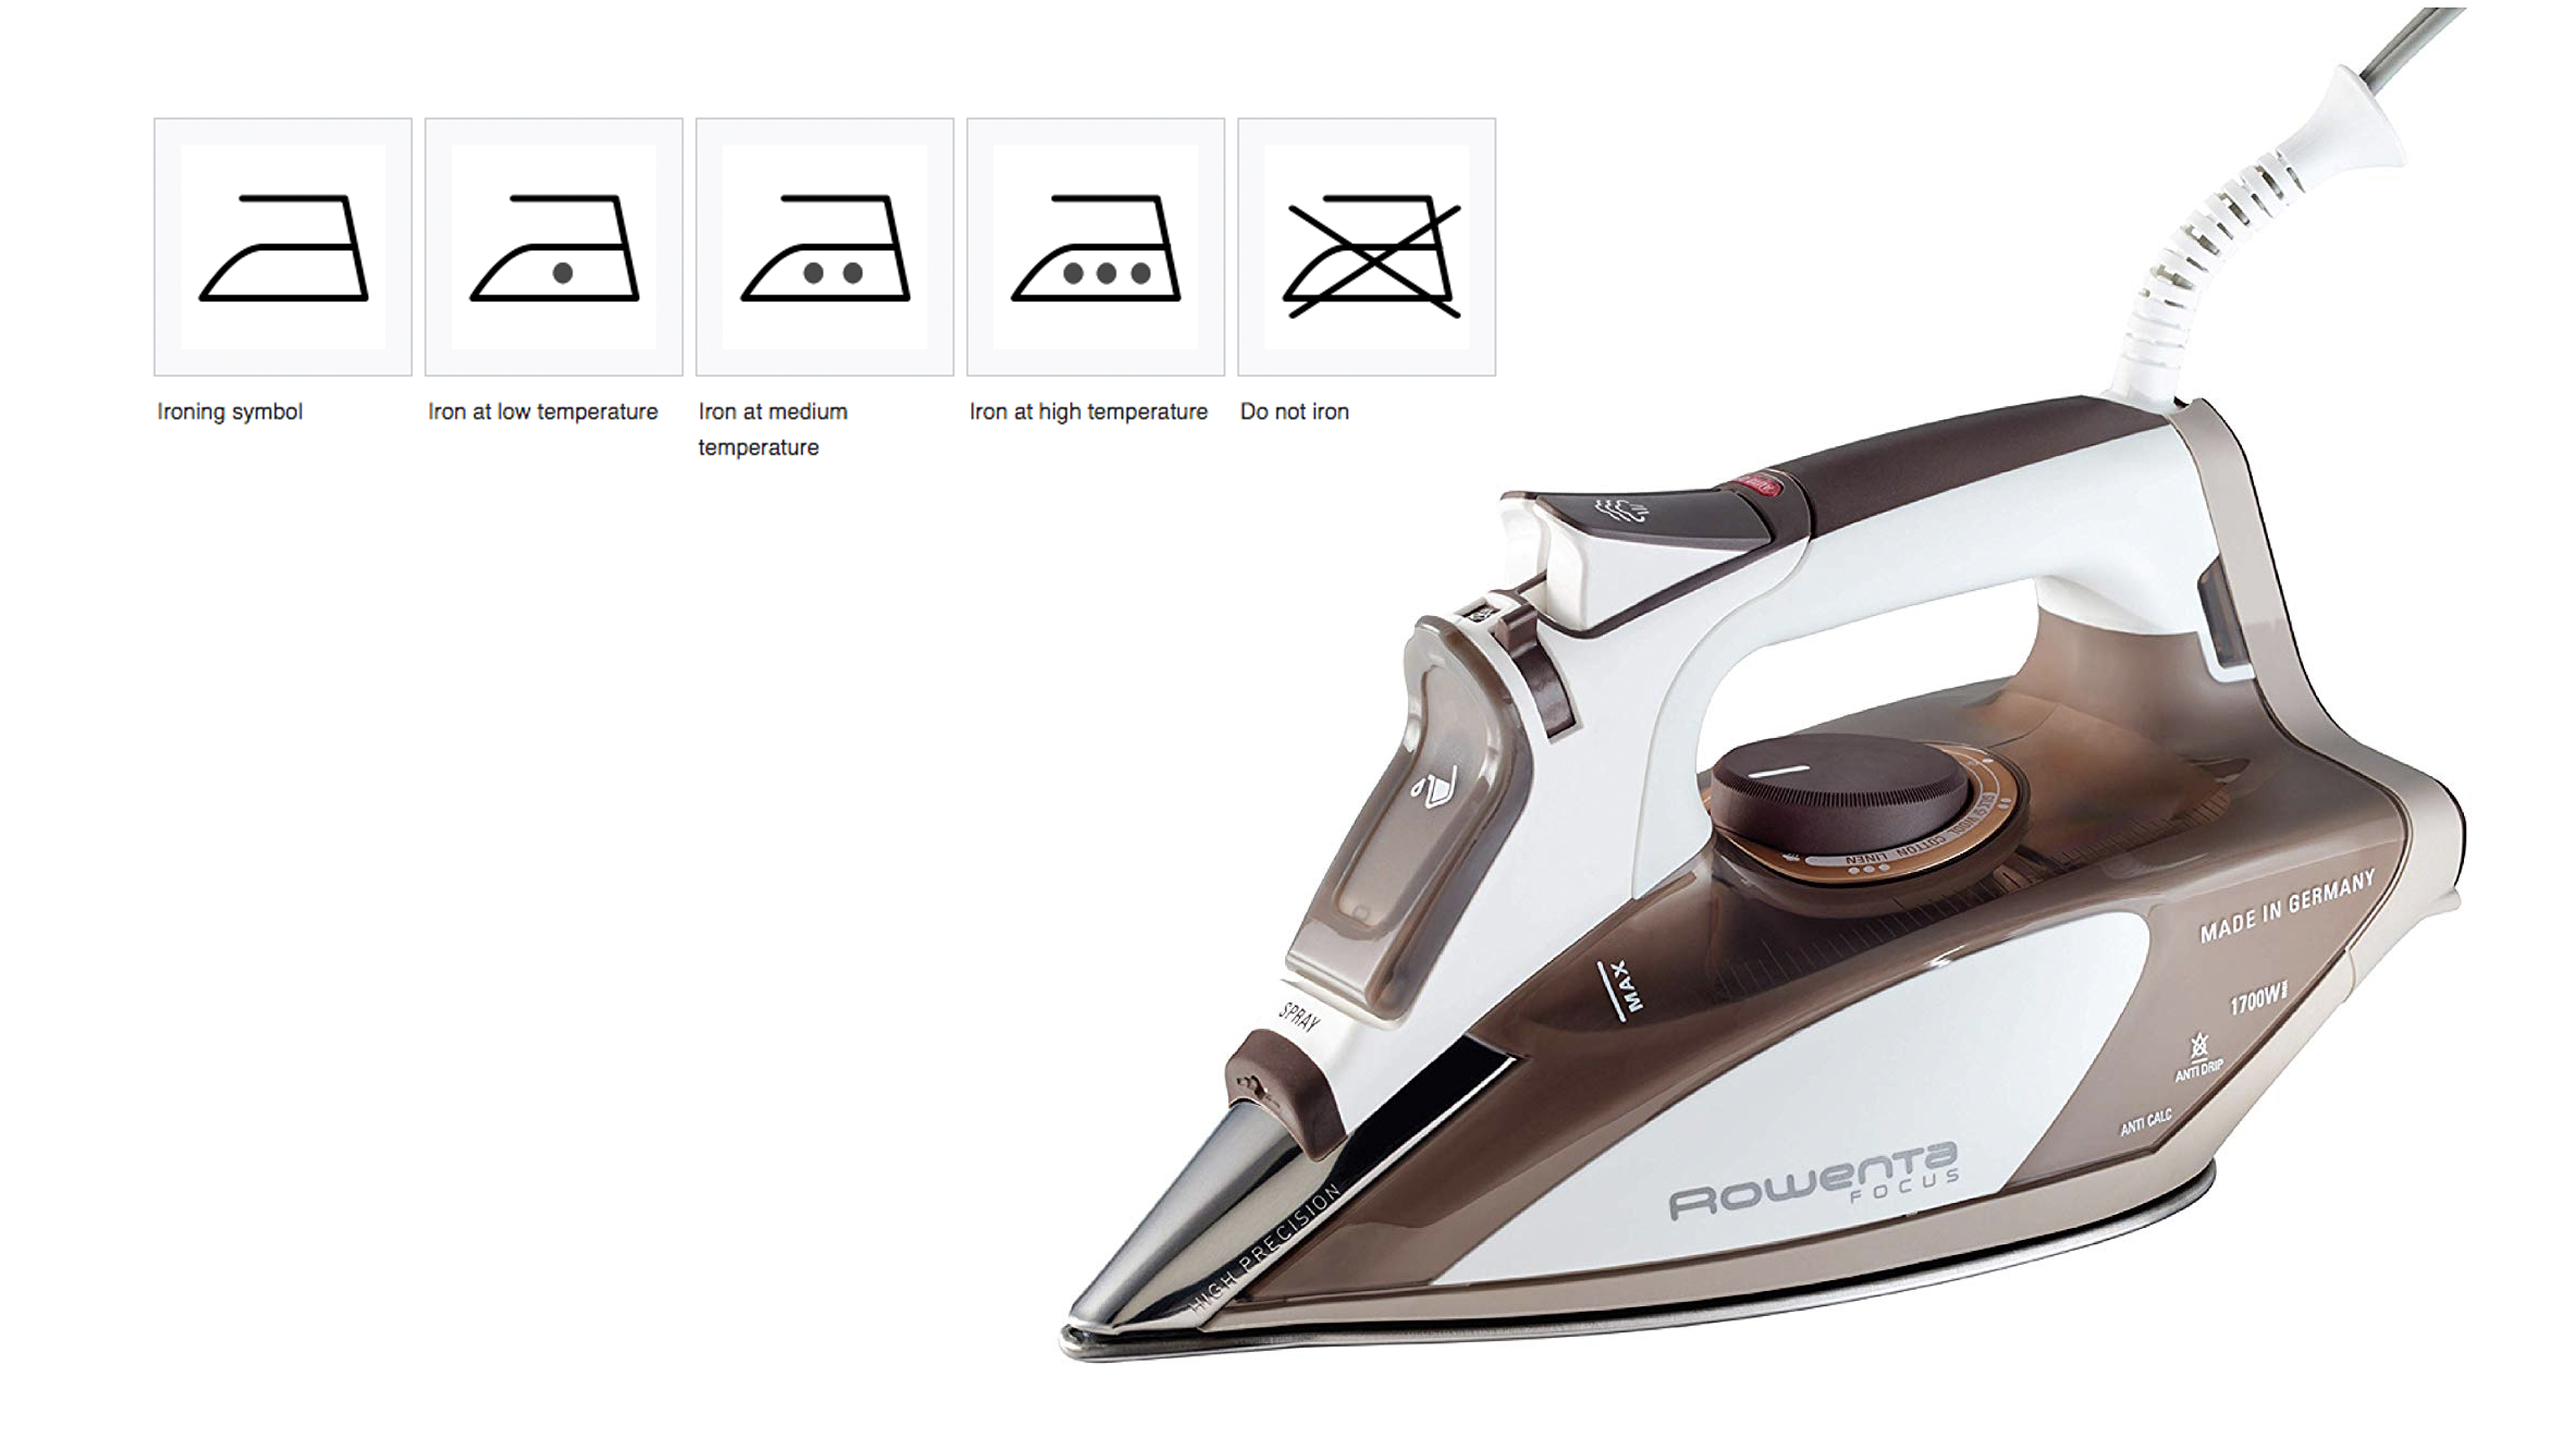 Ironing symbol
Iron at low temperature
Iron at medium
temperature
Iron at high temperature
Do not iron
SILK WOOL COTTON LINEN
MAX
SPRAY
HIGH PRECISION
MADE IN GERMANY
1700W
ANTI DRIP
ANTI CALC
Rowenta
FOCUS